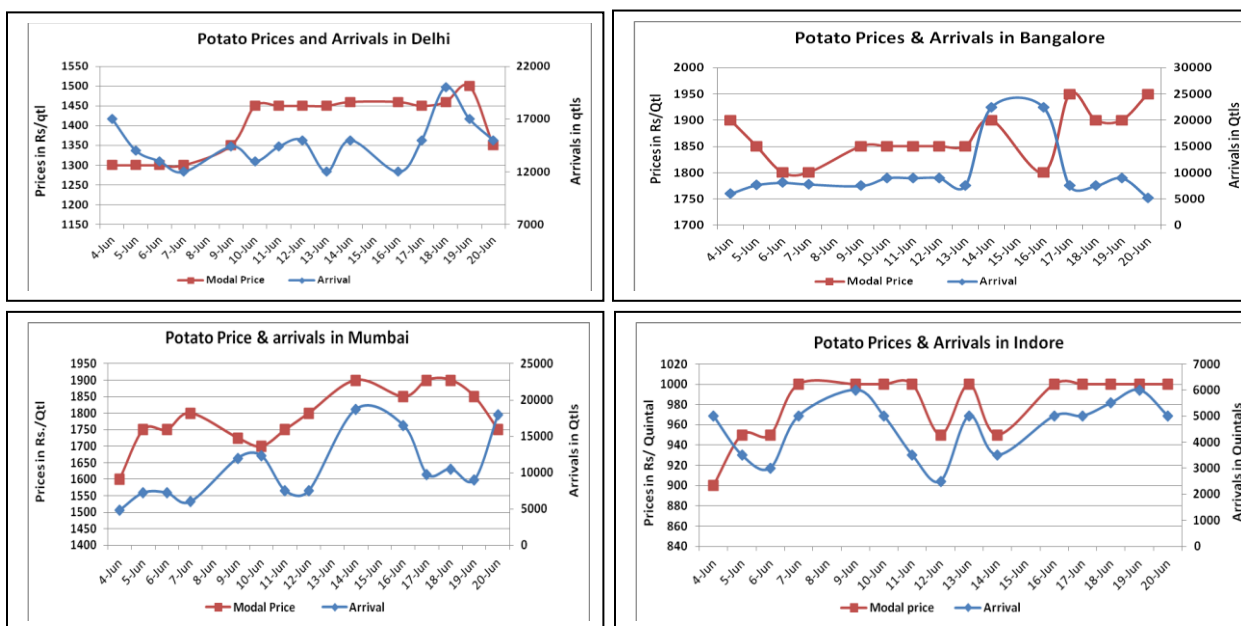 Potato Prices and Arrivals in Delhi
Prices in Rs/qtl
1550
1500
1450
1400
1350
1300
1250
1200
1150
22000
17000
12000
7000
Arrivals in qtls
4-Jun
5-Jun
6-Jun
7-Jun
8-Jun
9-Jun
10-Jun
11-Jun
12-Jun
13-Jun
14-Jun
15-Jun
16-Jun
17-Jun
18-Jun
19-Jun
20-Jun
Modal Price Arrival
Potato Prices & Arrivals in Bangalore
Prices in Rs/Qtl
2000
1950
1900
1850
1800
1750
1700
30000
25000
20000
15000
10000
5000
0
Arrivals in Qtls
4-Jun
5-Jun
6-Jun
7-Jun
8-Jun
9-Jun
10-Jun
11-Jun
12-Jun
13-Jun
14-Jun
15-Jun
16-Jun
17-Jun
18-Jun
19-Jun
20-Jun
Modal Price Arrival
Potato Price & arrivals in Mumbai
Prices in Rs./Qtl
1950
1900
1850
1800
1750
1700
1650
1600
1550
1500
1450
1400
25000
20000
15000
10000
5000
0
Arrivals in Qtls
4-Jun
5-Jun
6-Jun
7-Jun
8-Jun
9-Jun
10-Jun
11-Jun
12-Jun
13-Jun
14-Jun
15-Jun
16-Jun
17-Jun
18-Jun
19-Jun
20-Jun
Modal Price Arrival
Potato Prices & Arrivals in Indore
Prices in Rs/ Quintal
1020
1000
980
960
940
920
900
880
860
840
7000
6000
5000
4000
3000
2000
1000
0
Arrivals in Quintals
4-Jun
5-Jun
6-Jun
7-Jun
8-Jun
9-Jun
10-Jun
11-Jun
12-Jun
13-Jun
14-Jun
15-Jun
16-Jun
17-Jun
18-Jun
19-Jun
20-Jun
Modal price Arrival